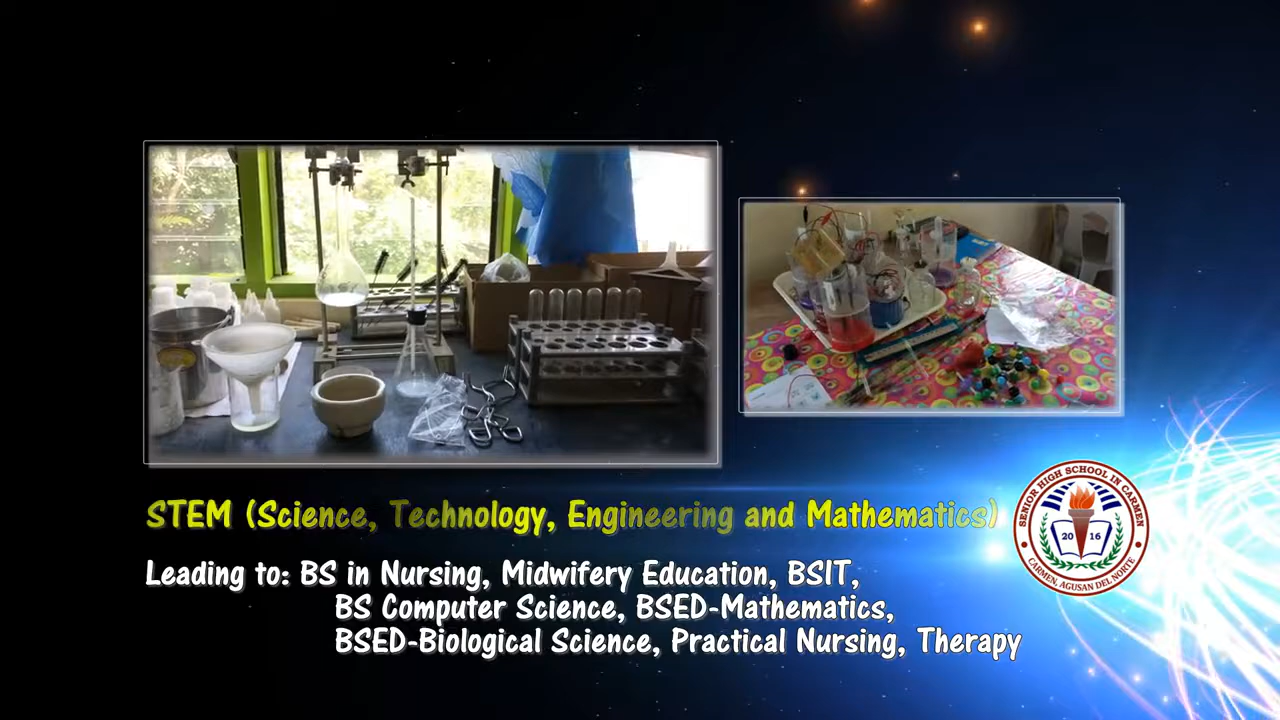 STEM (Science, Technology, Engineering and Mathematics)
SENIOR HIGH SCHOOL IN CARMEN
20 16
CARMEN, AGUSAN DEL NORTE
Leading to: BS in Nursing, Midwifery Education, BSIT,
BS Computer Science, BSED-Mathematics,
BSED-Biological Science, Practical Nursing, Therapy